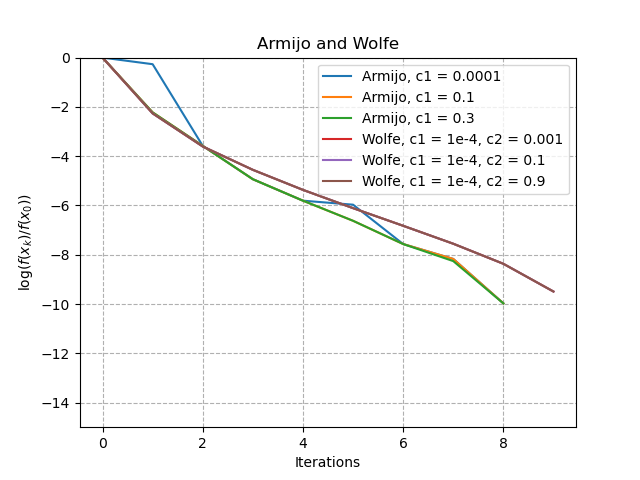 Armijo and Wolfe
0
−2
−4
−6
−8
−10
−12
−14
log(f(xₖ)/f(x₀))
Armijo, c1 = 0.0001
Armijo, c1 = 0.1
Armijo, c1 = 0.3
Wolfe, c1 = 1e-4, c2 = 0.001
Wolfe, c1 = 1e-4, c2 = 0.1
Wolfe, c1 = 1e-4, c2 = 0.9
0 2 4 6 8
Iterations